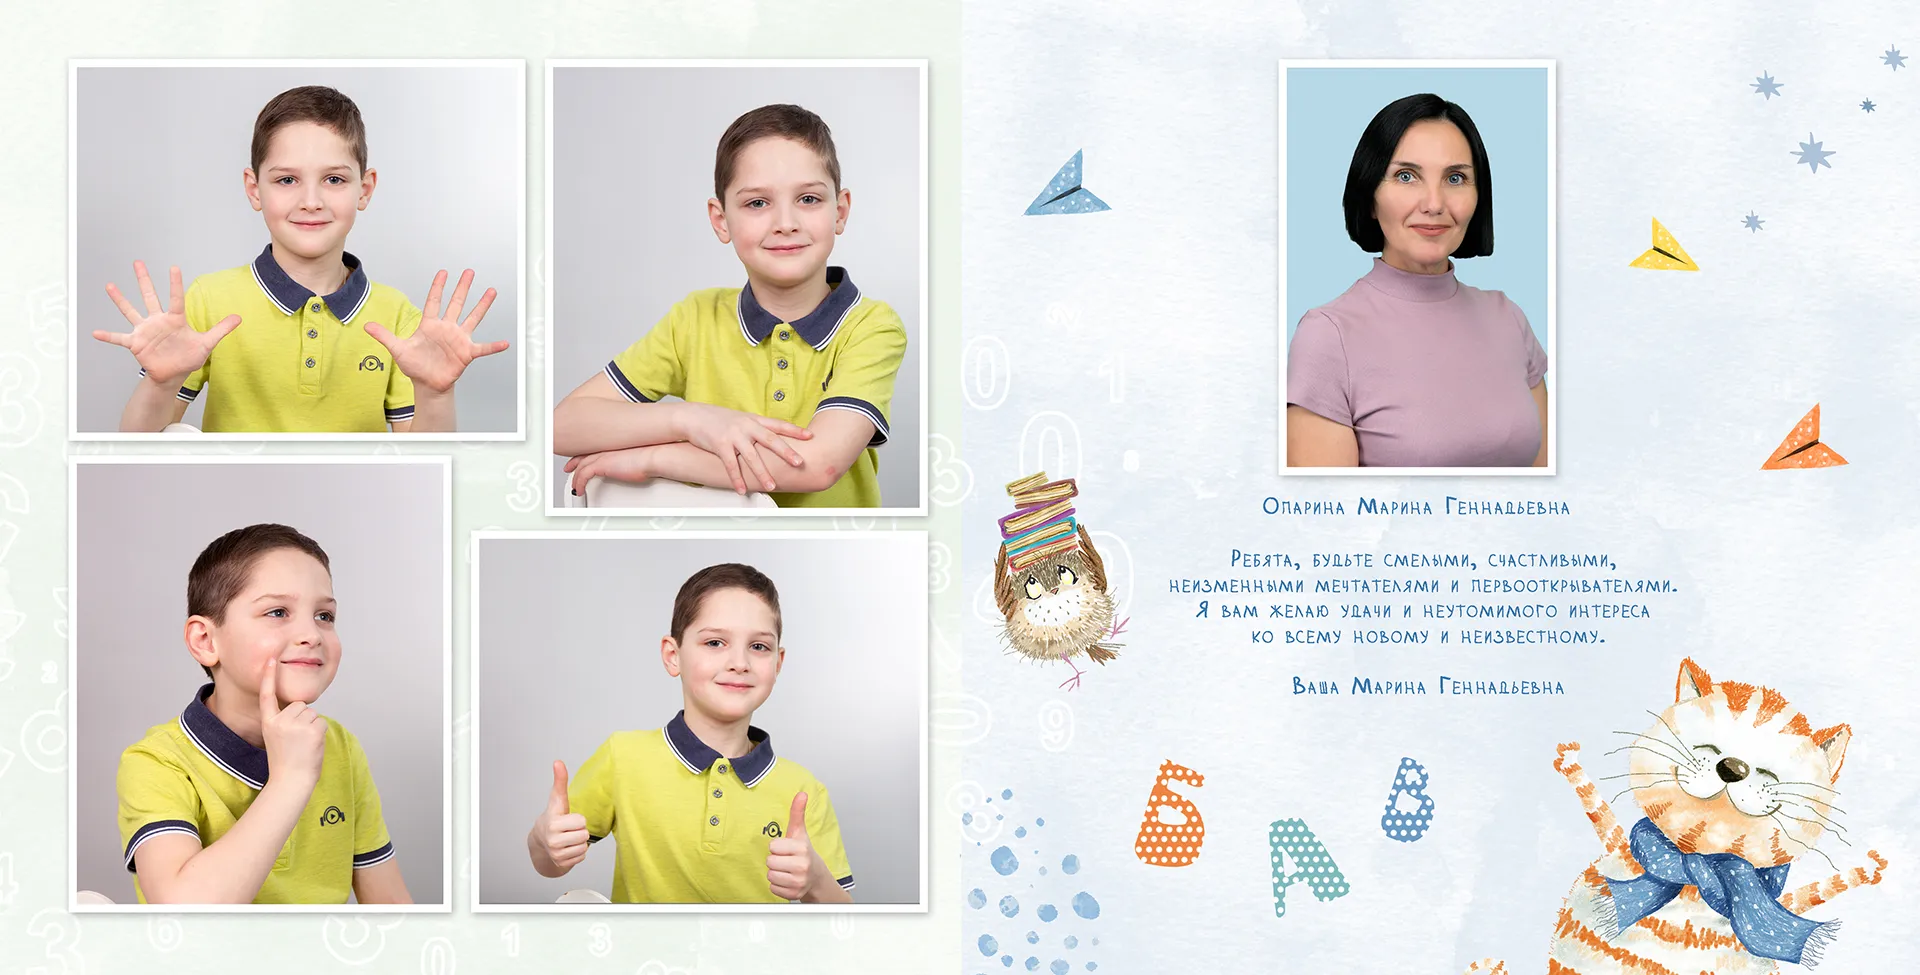 Опарина Марина Геннадьевна
Ребята, будьте смелыми, счастливыми,
неизменными мечтателями и первооткрывателями.
Я вам желаю удачи и неутомимого интереса
ко всему новому и неизвестному.
Ваша Марина Геннадьевна
Б А В